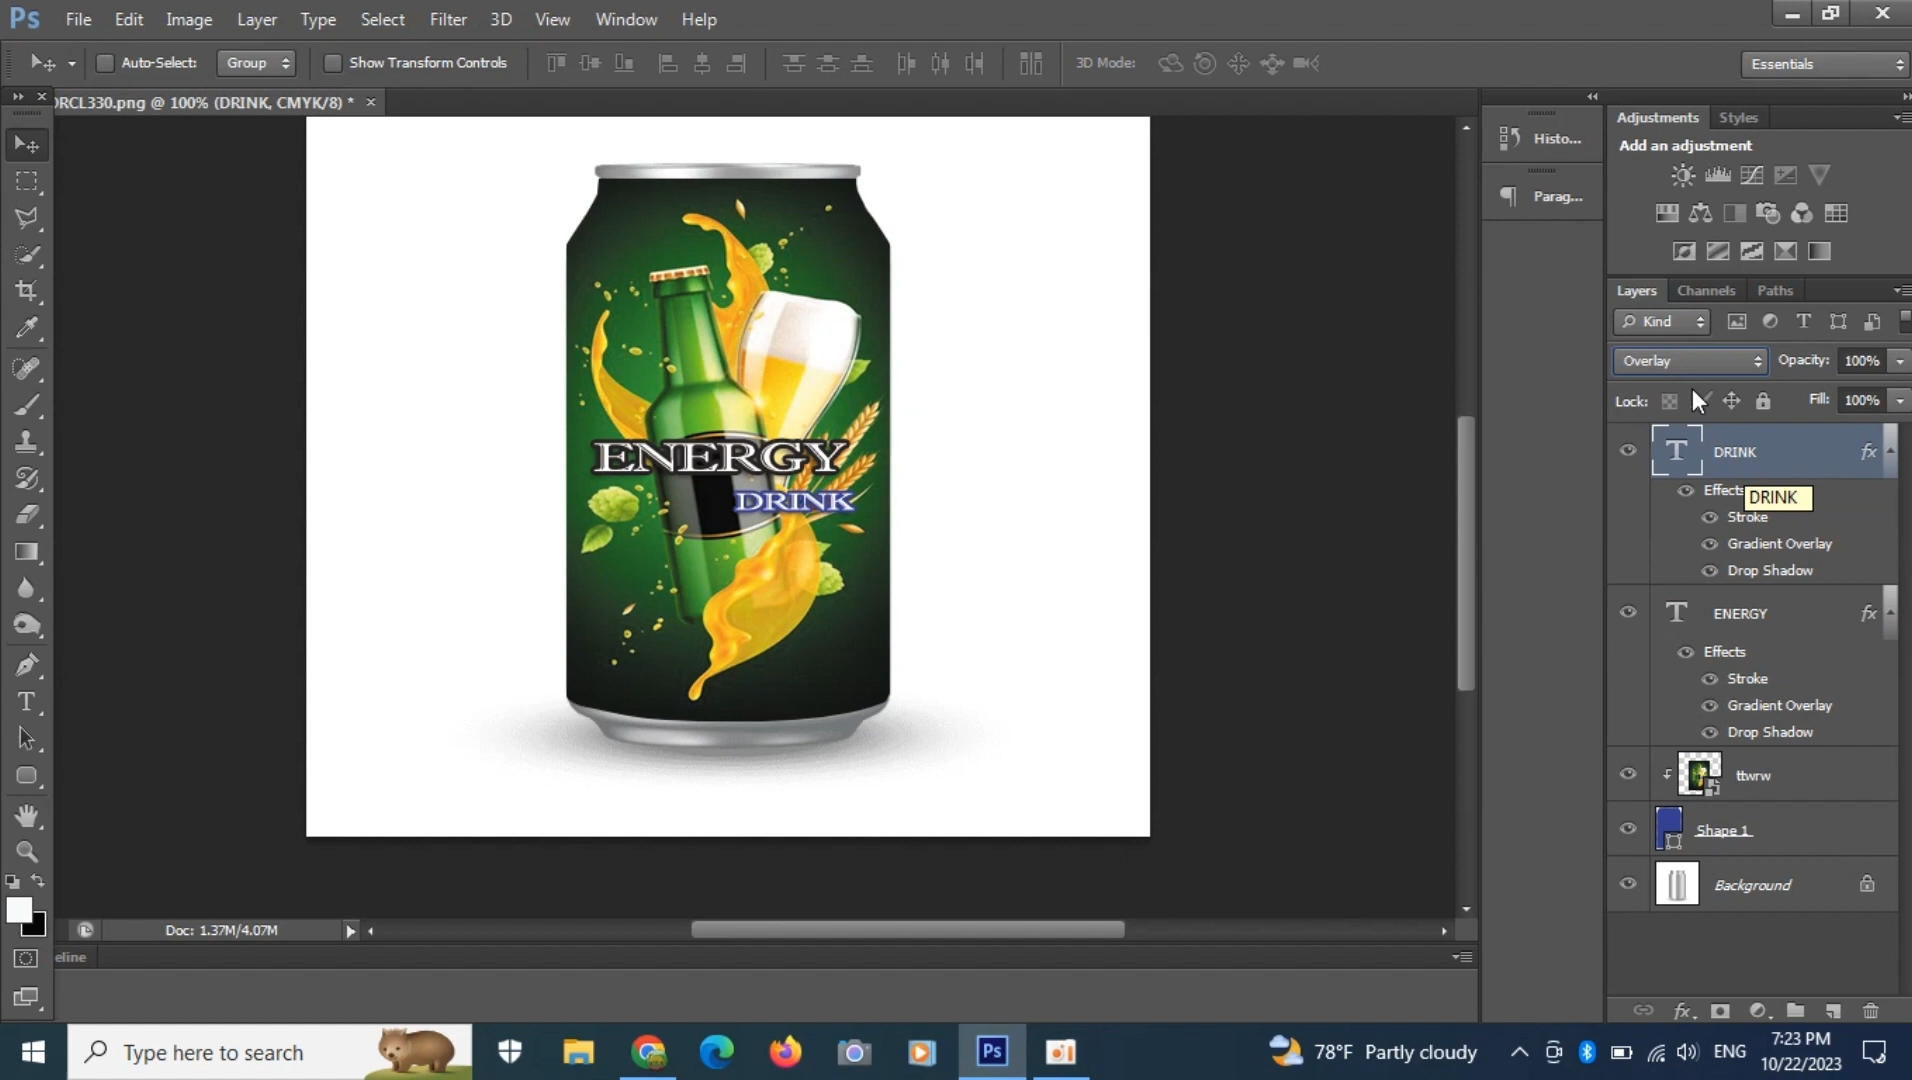 Ps File Edit Image Layer Type Select Filter 3D View Window Help
Auto-Select: Group Show Transform Controls 3D Mode: Essentials
ORCL330.png @ 100% (DRINK, CMYK/8) * ×
Histo...
Parag...
Adjustments Styles
Add an adjustment
Layers Channels Paths
Kind
Overlay Opacity: 100%
Lock: Fill: 100%
DRINK fx
Effects
DRINK
Stroke
Gradient Overlay
Drop Shadow
ENERGY fx
Effects
Stroke
Gradient Overlay
Drop Shadow
ttwrw
Shape 1
Background
ENERGY
DRINK
Doc: 1.37M/4.07M
eline
Type here to search
Ps
78°F Partly cloudy
ENG
7:23 PM
10/22/2023